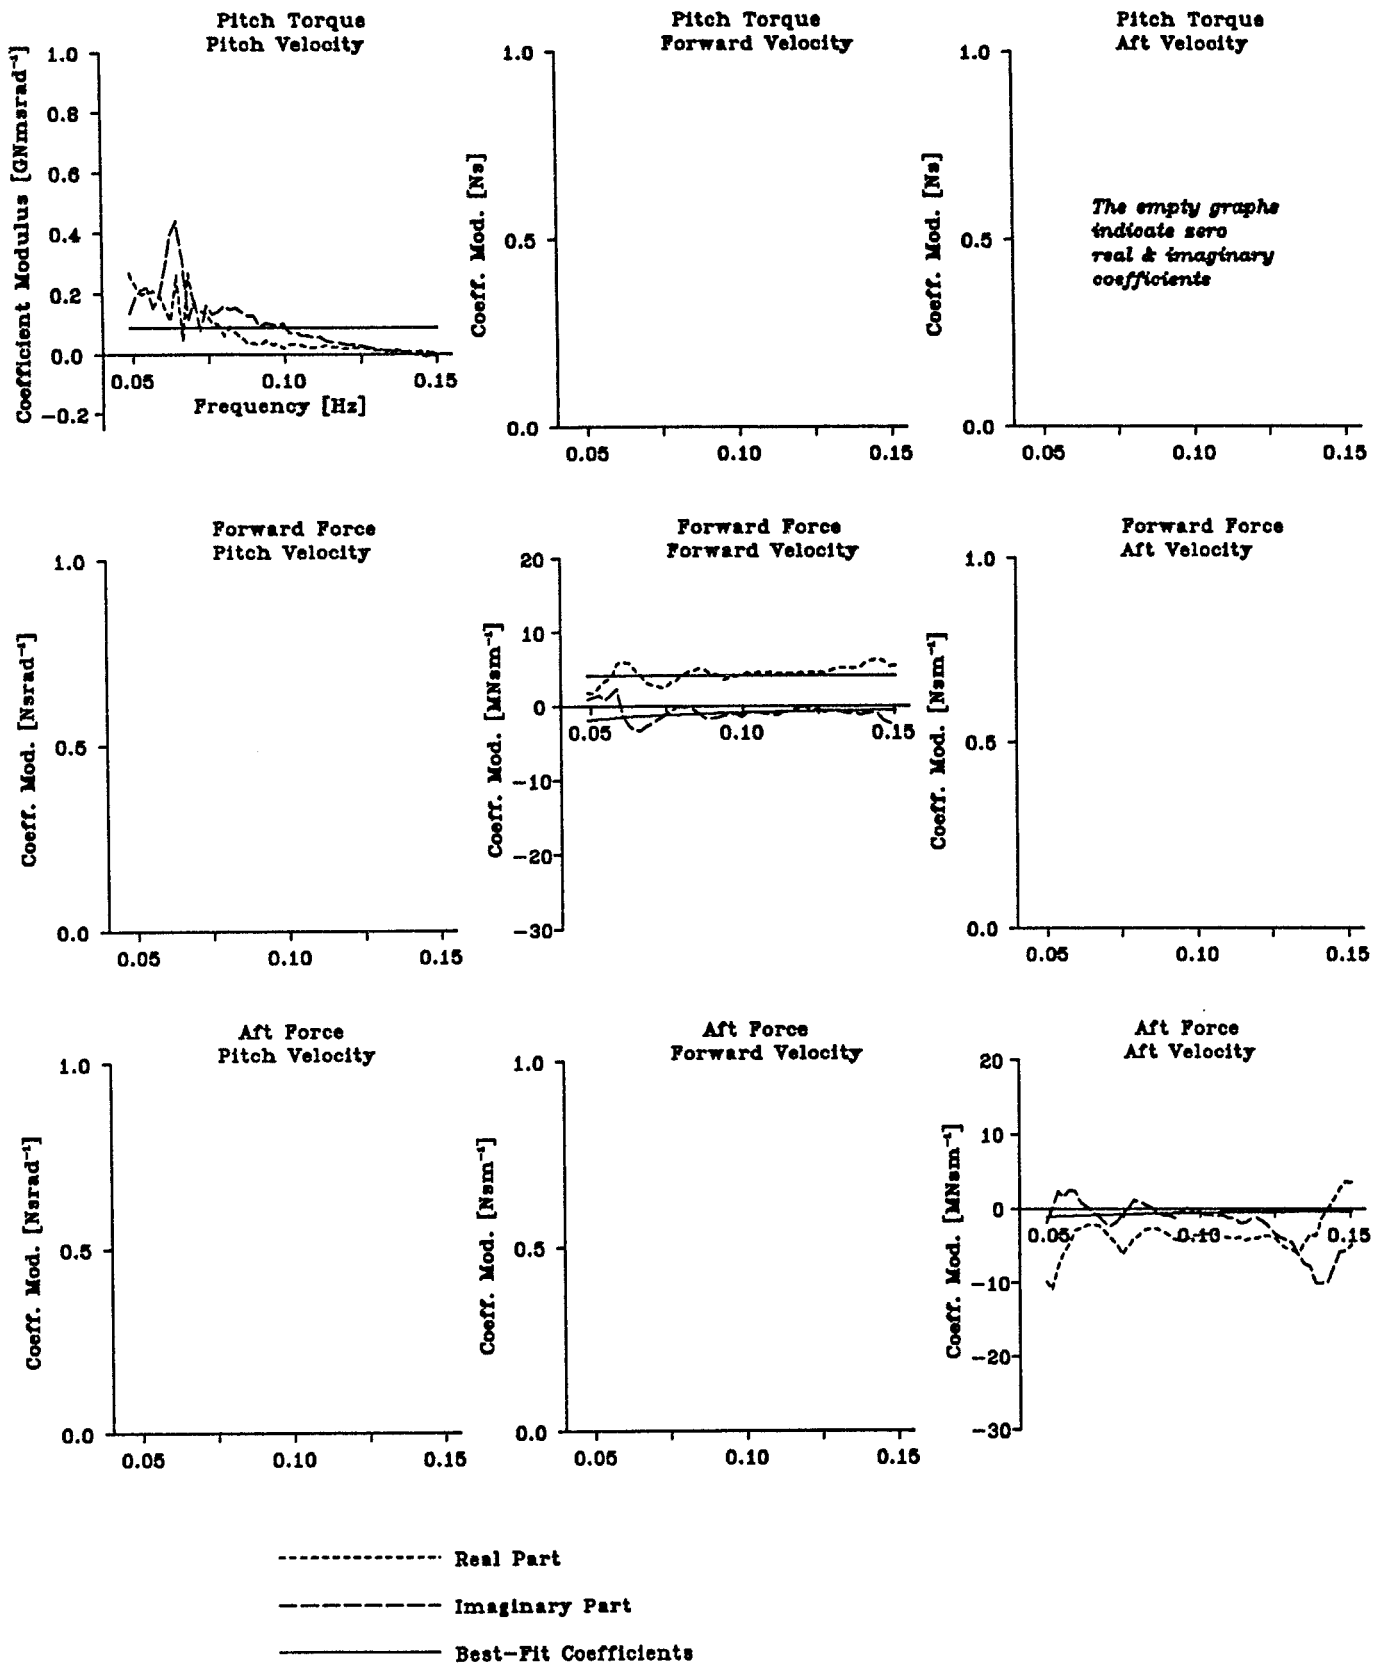 Pitch Torque
Pitch Velocity
Coefficient Modulus [GNmsrad⁻¹]
1.0
0.8
0.6
0.4
0.2
0.0
−0.2
0.05
0.10
0.15
Frequency [Hz]
Pitch Torque
Forward Velocity
Coeff. Mod. [Ns]
1.0
0.5
0.0
0.05
0.10
0.15
Pitch Torque
Aft Velocity
Coeff. Mod. [Ns]
1.0
0.5
0.0
0.05
0.10
0.15
The empty graphs
indicate zero
real & imaginary
coefficients
Forward Force
Pitch Velocity
Coeff. Mod. [Nsrad⁻¹]
1.0
0.5
0.0
0.05
0.10
0.15
Forward Force
Forward Velocity
Coeff. Mod. [MNsm⁻¹]
20
10
0
−10
−20
−30
0.05
0.10
0.15
Forward Force
Aft Velocity
Coeff. Mod. [Nsm⁻¹]
1.0
0.5
0.0
0.05
0.10
0.15
Aft Force
Pitch Velocity
Coeff. Mod. [Nsrad⁻¹]
1.0
0.5
0.0
0.05
0.10
0.15
Aft Force
Forward Velocity
Coeff. Mod. [Nsm⁻¹]
1.0
0.5
0.0
0.05
0.10
0.15
Aft Force
Aft Velocity
Coeff. Mod. [MNsm⁻¹]
20
10
0
−10
−20
−30
0.05
0.10
0.15
Real Part
Imaginary Part
Best-Fit Coefficients